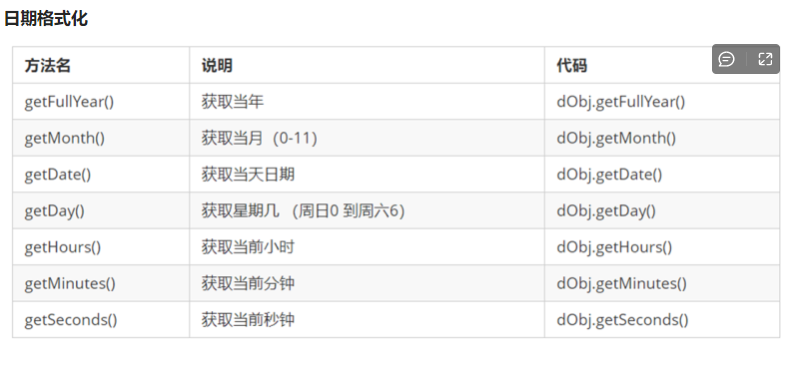 日期格式化
方法名 说明 代码
getFullYear() 获取当年 dObj.getFullYear()
getMonth() 获取当月（0-11） dObj.getMonth()
getDate() 获取当天日期 dObj.getDate()
getDay() 获取星期几 （周日0 到周六6） dObj.getDay()
getHours() 获取当前小时 dObj.getHours()
getMinutes() 获取当前分钟 dObj.getMinutes()
getSeconds() 获取当前秒钟 dObj.getSeconds()